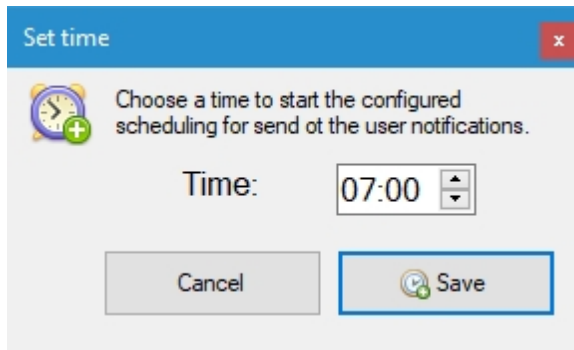 Set time
x
Choose a time to start the configured
scheduling for send ot the user notifications.
Time:
07:00
Cancel
Save